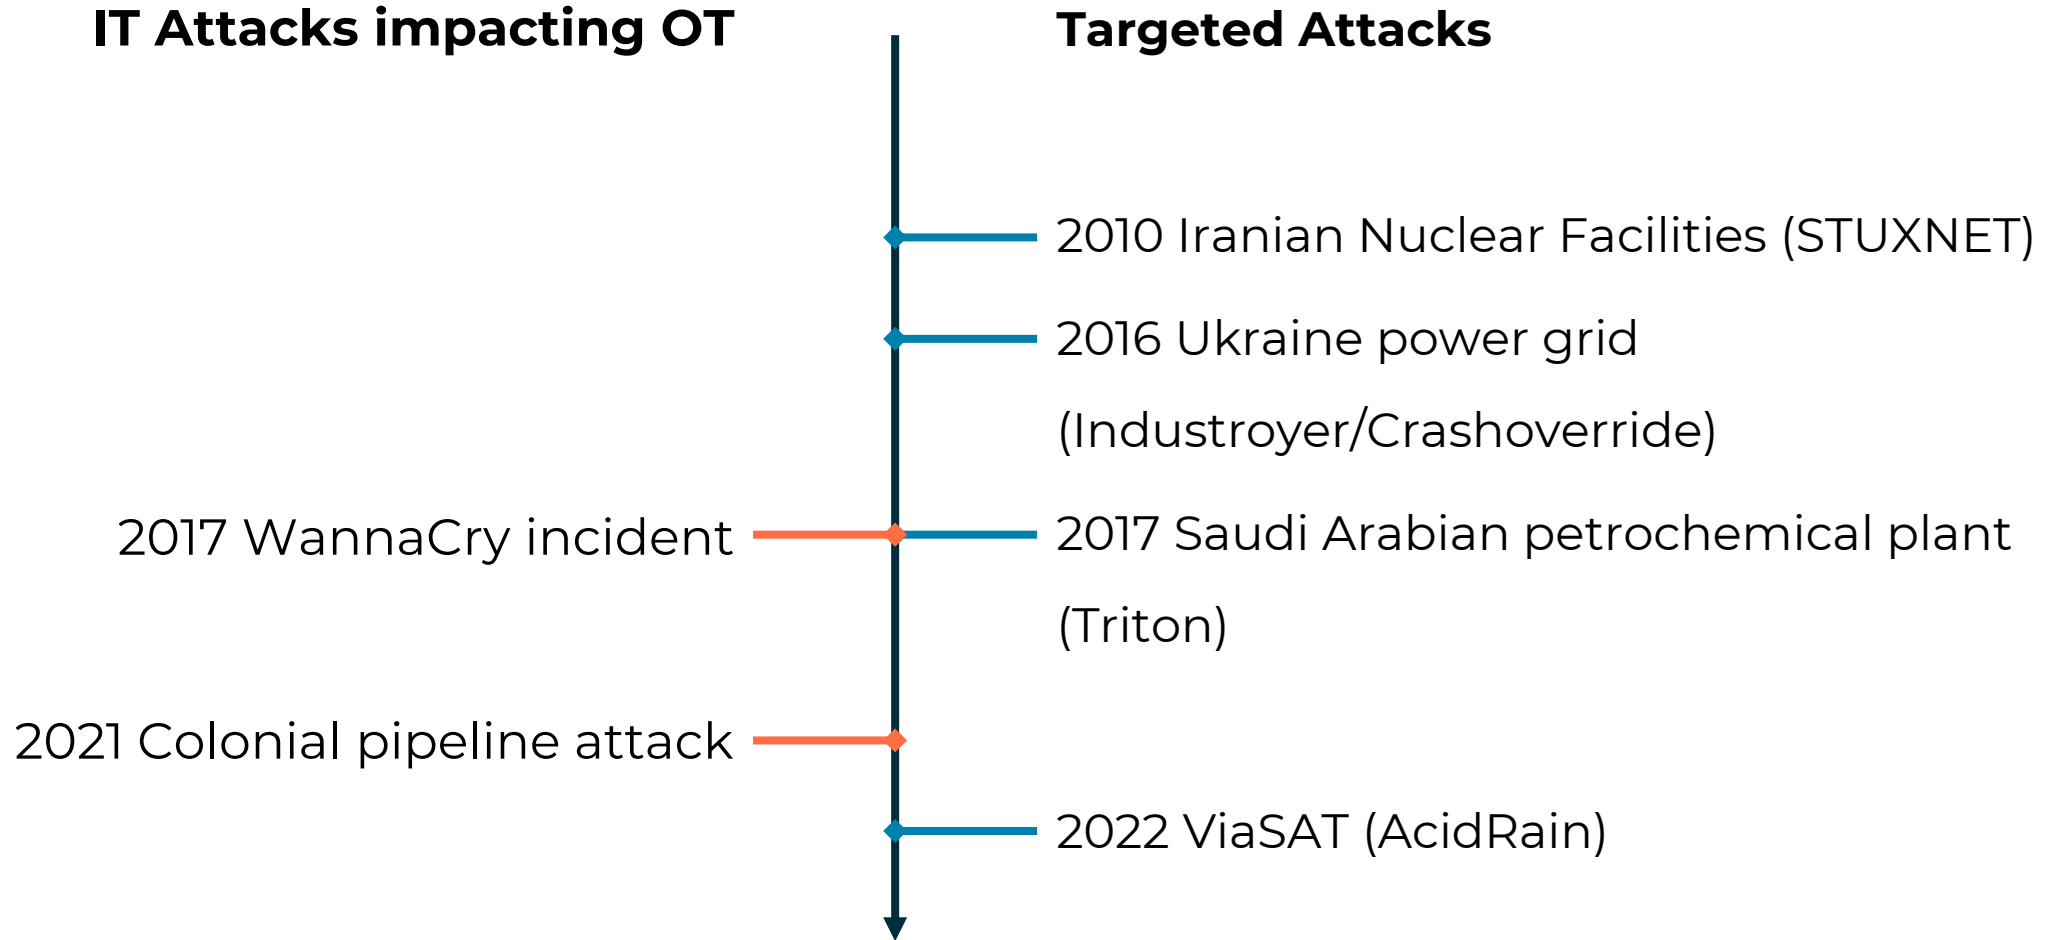 IT Attacks impacting OT
Targeted Attacks
2010 Iranian Nuclear Facilities (STUXNET)
2016 Ukraine power grid
(Industroyer/Crashoverride)
2017 WannaCry incident
2017 Saudi Arabian petrochemical plant
(Triton)
2021 Colonial pipeline attack
2022 ViaSAT (AcidRain)